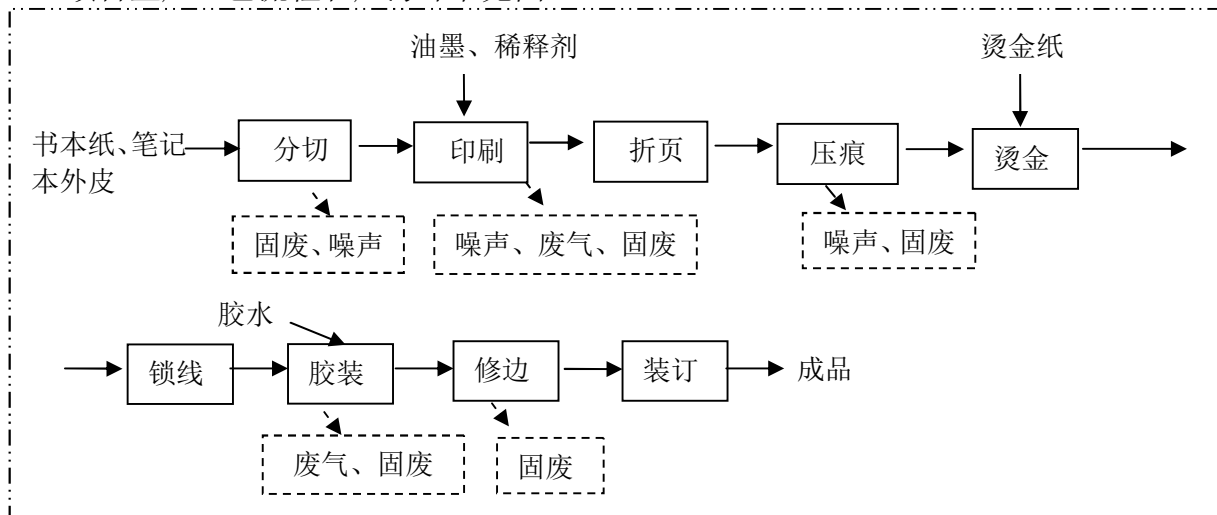 油墨、稀释剂
烫金纸
书本纸、笔记
本外皮
分切
印刷
折页
压痕
烫金
固废、噪声
噪声、废气、固废
噪声、固废
胶水
锁线
胶装
修边
装订
成品
废气、固废
固废